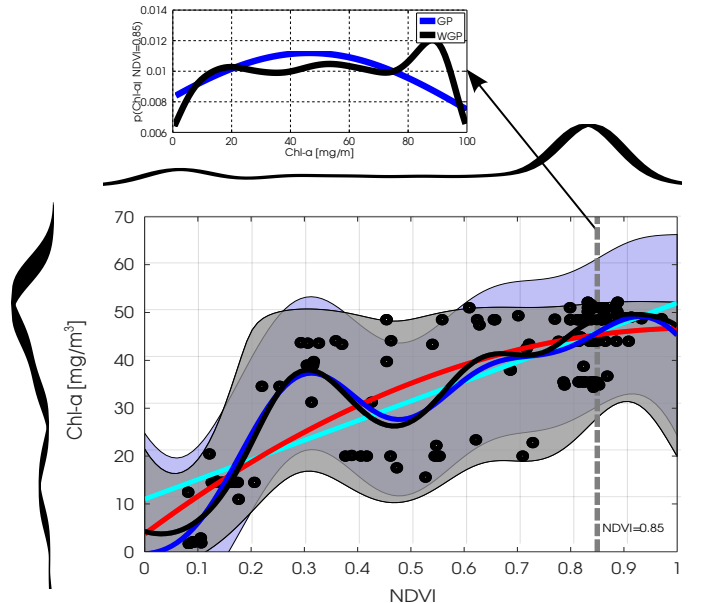 0.014
0.012
0.01
0.008
0.006
p(Chl-a| NDVI=0.85)
GP
WGP
0 20 40 60 80 100
Chl-a [mg/m]
70
60
50
40
30
20
10
0
Chl-a [mg/m³]
NDVI=0.85
0 0.1 0.2 0.3 0.4 0.5 0.6 0.7 0.8 0.9 1
NDVI